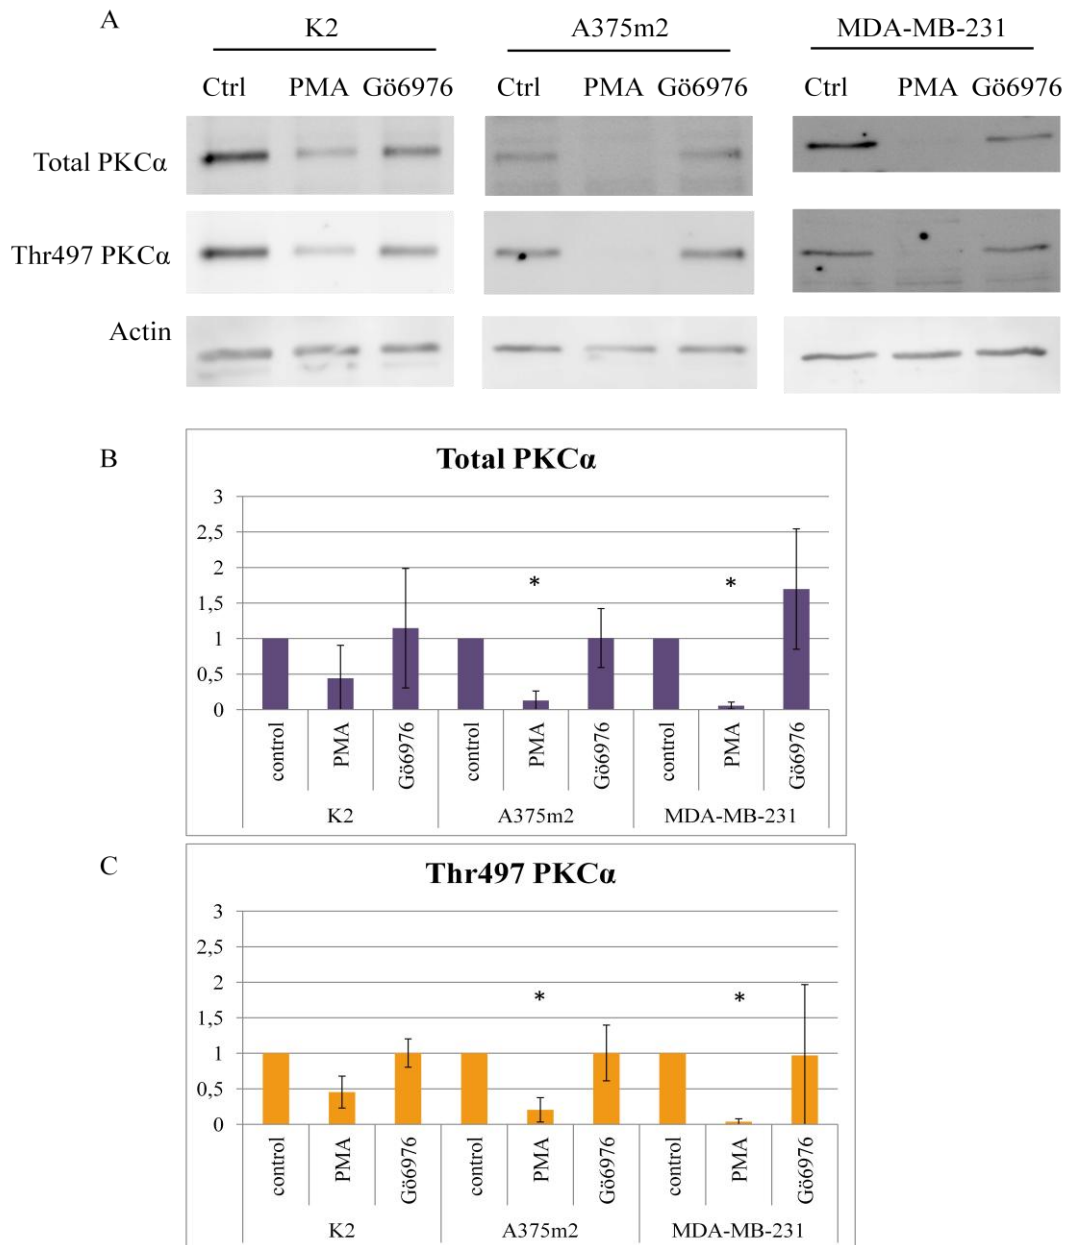 A
K2 A375m2 MDA-MB-231
Ctrl PMA Gö6976 Ctrl PMA Gö6976 Ctrl PMA Gö6976
Total PKCα
Thr497 PKCα
Actin
B
Total PKCα
3
2,5
2
* *
1,5
1
0,5
0
control PMA Gö6976 control PMA Gö6976 control PMA Gö6976
K2 A375m2 MDA-MB-231
C
Thr497 PKCα
3
2,5
2
* *
1,5
1
0,5
0
control PMA Gö6976 control PMA Gö6976 control PMA Gö6976
K2 A375m2 MDA-MB-231